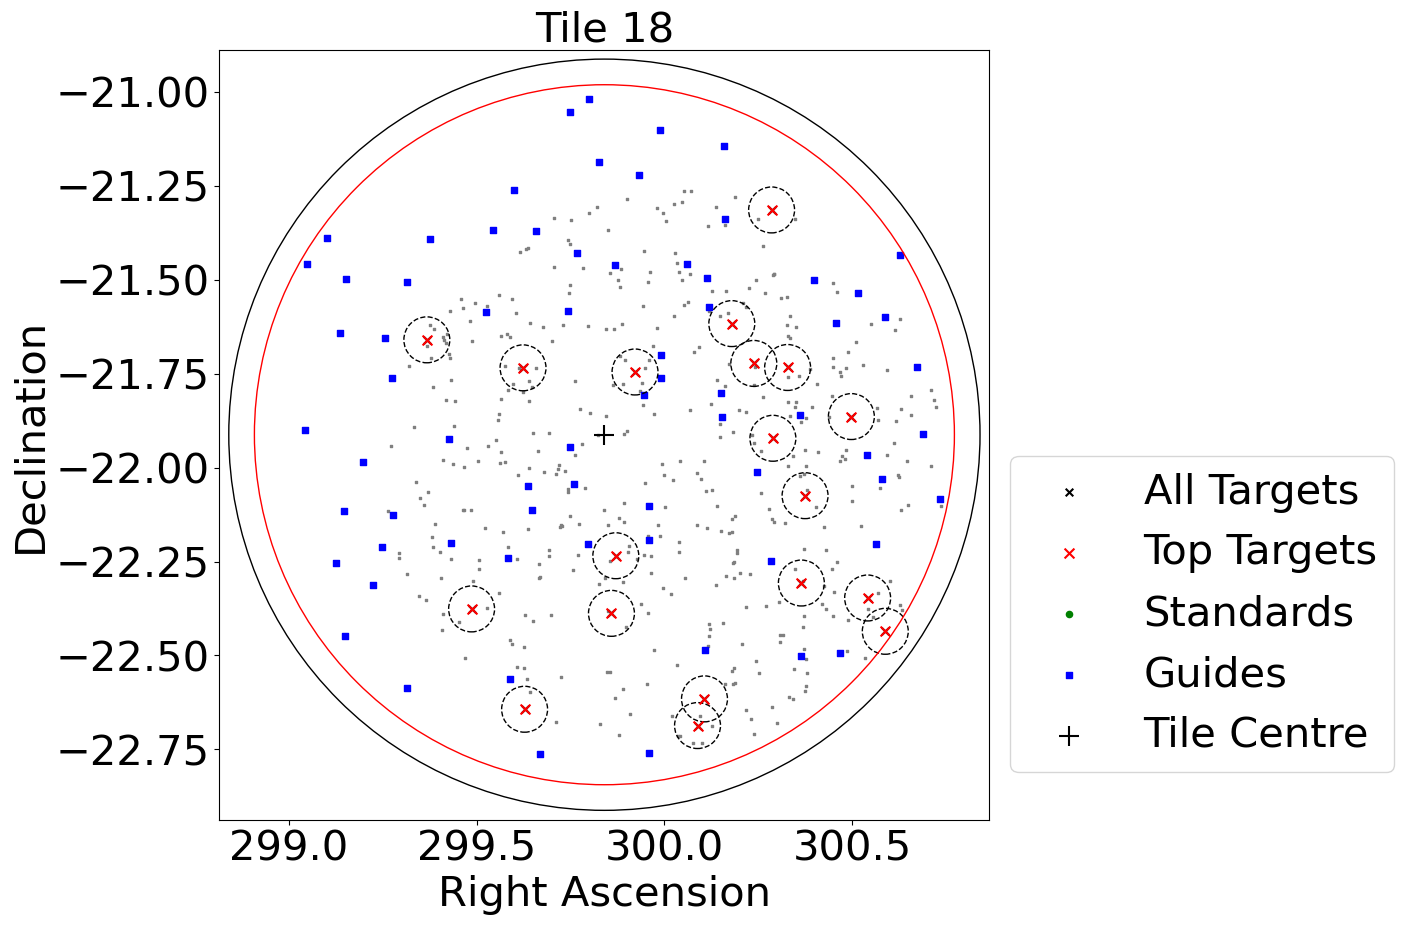 Tile 18
−21.00
−21.25
−21.50
−21.75
−22.00
−22.25
−22.50
−22.75
Declination
299.0 299.5 300.0 300.5
Right Ascension
All Targets
Top Targets
Standards
Guides
Tile Centre